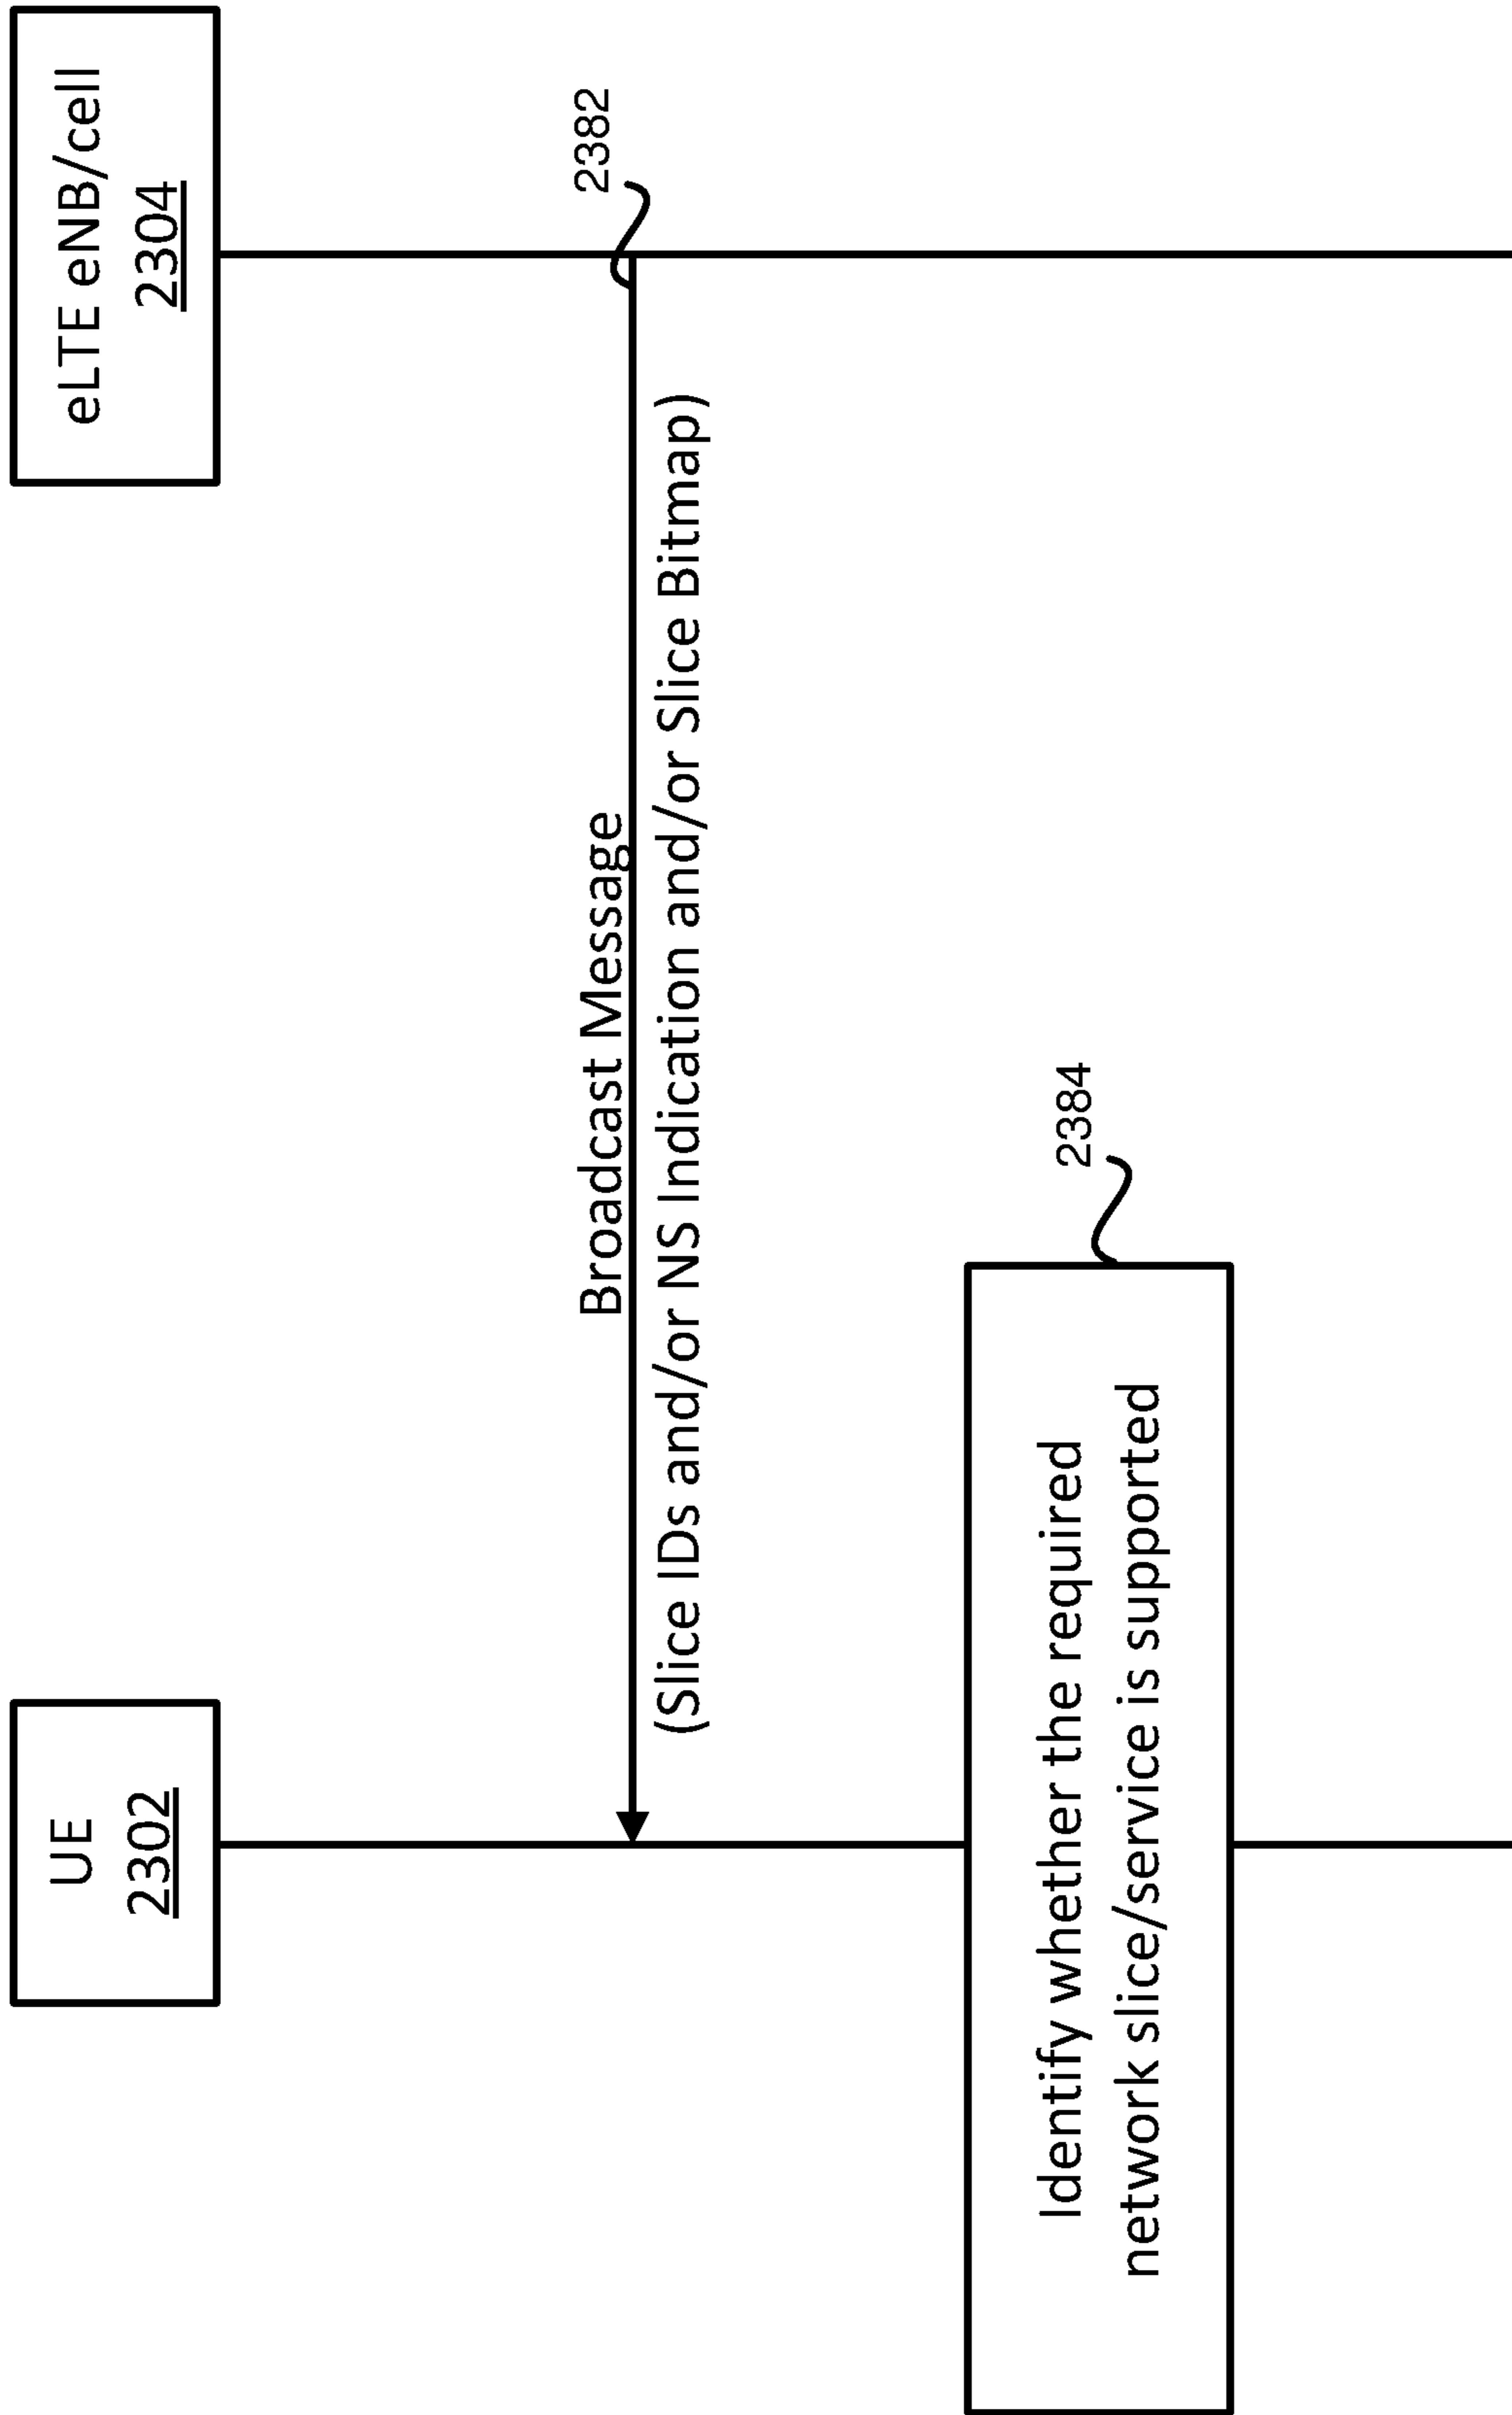 UE
2302
eLTE eNB/cell
2304
2382
Broadcast Message
(Slice IDs and/or NS Indication and/or Slice Bitmap)
2384
Identify whether the required
network slice/service is supported